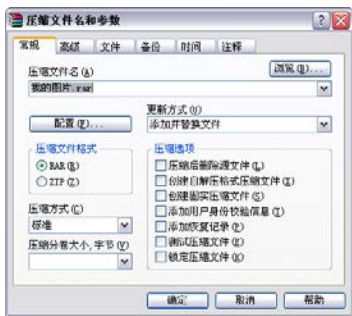 压缩文件名和参数
常规 高级 文件 备份 时间 注释
压缩文件名(A)
浏览(B)...
我的图片.rar
更新方式(U)
配置(F)...
添加并替换文件
压缩文件格式
RAR(R)
ZIP(Z)
压缩选项
压缩后删除源文件(L)
创建自解压格式压缩文件(X)
创建固实压缩文件(S)
添加用户身份校验信息(T)
添加恢复记录(P)
测试压缩文件(K)
锁定压缩文件(K)
压缩方式(C)
标准
压缩分卷大小,字节(V)
确定 取消 帮助